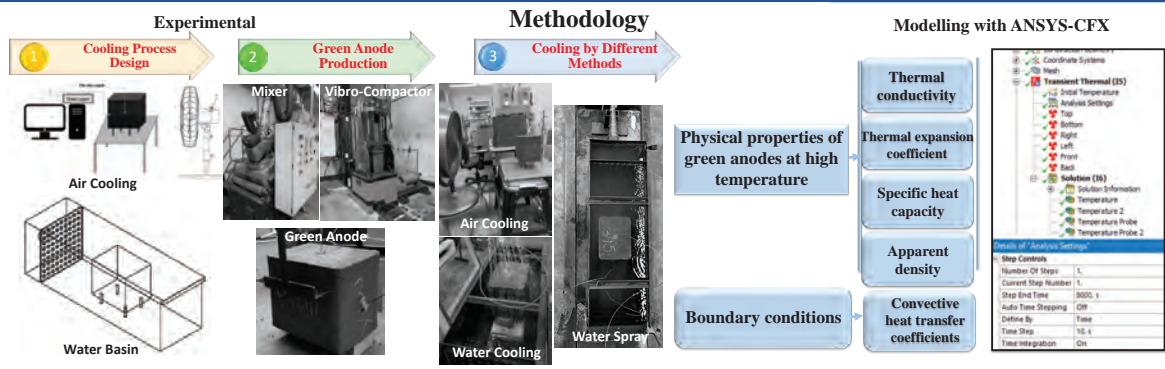 Methodology
Experimental
Modelling with ANSYS-CFX
1
Cooling Process
Design
2
Green Anode
Production
3
Cooling by Different
Methods
Air Cooling
Water Basin
Mixer
Vibro-Compactor
Green Anode
Air Cooling
Water Cooling
Water Spray
Physical properties of
green anodes at high
temperature
Thermal
conductivity
Thermal expansion
coefficient
Specific heat
capacity
Apparent
density
Boundary conditions
Convective
heat transfer
coefficients
Coordinate Systems
Mesh
Transient Thermal (I5)
Initial Temperature
Analysis Settings
Top
Bottom
Right
Left
Front
Back
Solution (I6)
Solution Information
Temperature
Temperature 2
Temperature Probe
Temperature Probe 2
Details of "Analysis Settings"
Step Controls
Number Of Steps 1.
Current Step Number 1.
Step End Time
Auto Time Stepping Off
Define By Time
Time Step 10. s
Time Integration On